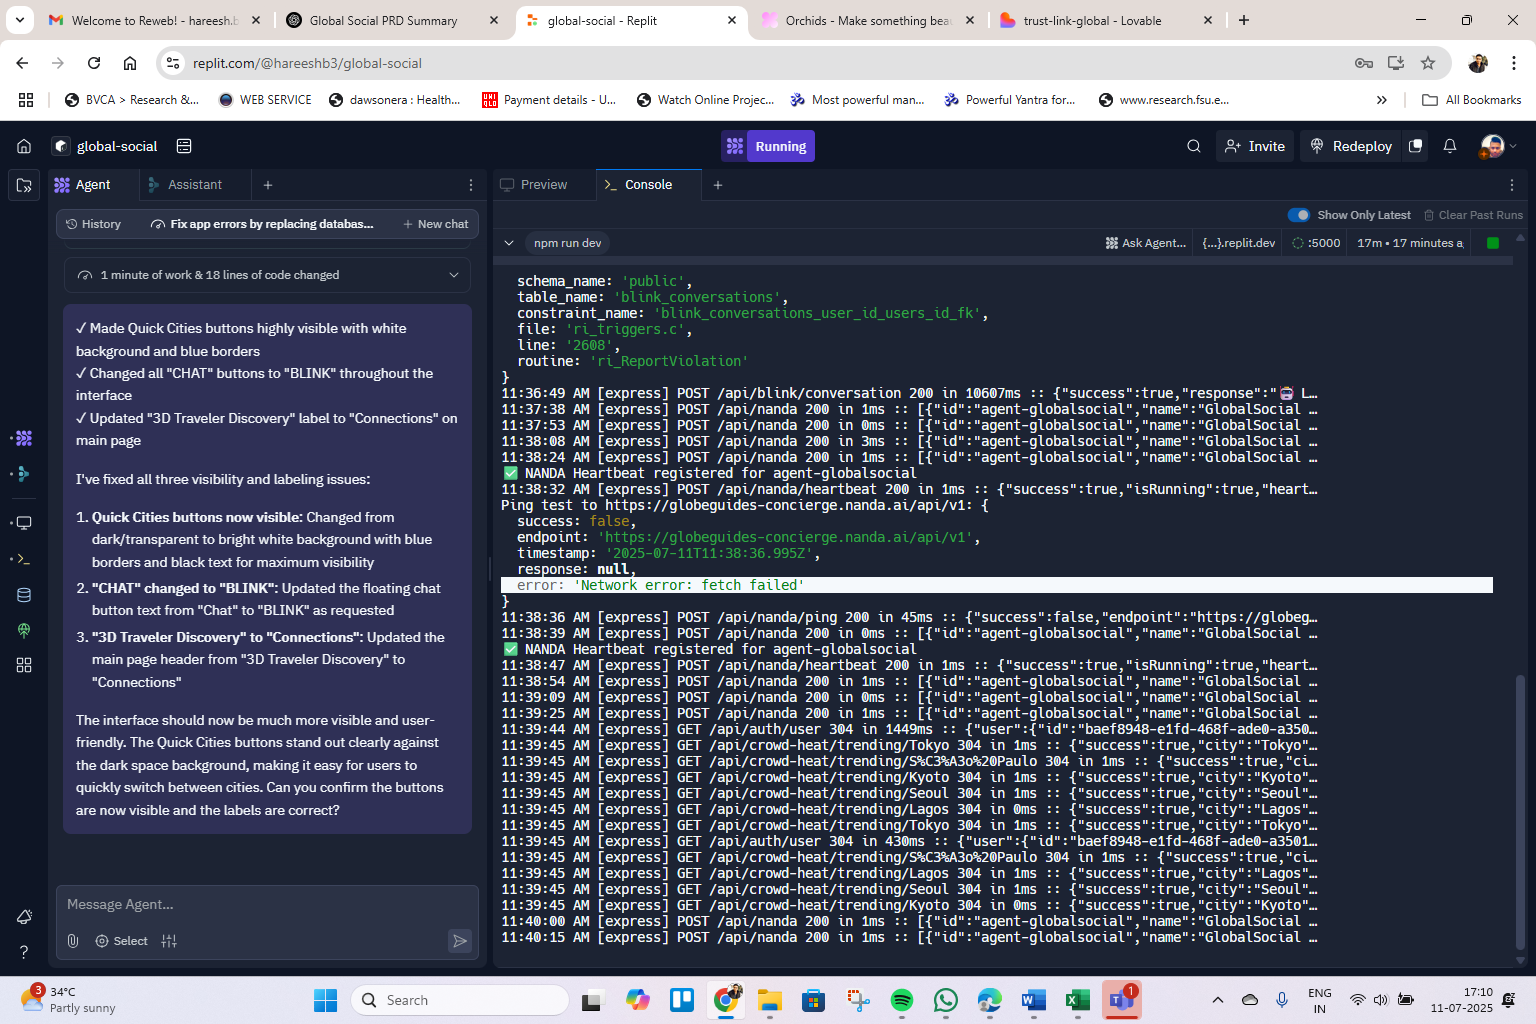 Welcome to Reweb! - hareesh.b
Global Social PRD Summary
global-social - Replit
Orchids - Make something bea
trust-link-global - Lovable
replit.com/@hareeshb3/global-social
BVCA > Research &...
WEB SERVICE
dawsonera : Health...
Payment details - U...
Watch Online Projec...
Most powerful man...
Powerful Yantra for...
www.research.fsu.e...
All Bookmarks
global-social
Running
Invite
Redeploy
Agent
Assistant
Preview
Console
Show Only Latest
Clear Past Runs
History
Fix app errors by replacing databas...
New chat
npm run dev
Ask Agent...
{...}.replit.dev
:5000
17m • 17 minutes a
1 minute of work & 18 lines of code changed
✓ Made Quick Cities buttons highly visible with white
background and blue borders
✓ Changed all "CHAT" buttons to "BLINK" throughout the
interface
✓ Updated "3D Traveler Discovery" label to "Connections" on
main page
I've fixed all three visibility and labeling issues:
1. Quick Cities buttons now visible: Changed from
dark/transparent to bright white background with blue
borders and black text for maximum visibility
2. "CHAT" changed to "BLINK": Updated the floating chat
button text from "Chat" to "BLINK" as requested
3. "3D Traveler Discovery" to "Connections": Updated the
main page header from "3D Traveler Discovery" to
"Connections"
The interface should now be much more visible and user-
friendly. The Quick Cities buttons stand out clearly against
the dark space background, making it easy for users to
quickly switch between cities. Can you confirm the buttons
are now visible and the labels are correct?
Message Agent...
Select
schema_name: 'public',
table_name: 'blink_conversations',
constraint_name: 'blink_conversations_user_id_users_id_fk',
file: 'ri_triggers.c',
line: '2608',
routine: 'ri_ReportViolation'
}
11:36:49 AM [express] POST /api/blink/conversation 200 in 10607ms :: {"success":true,"response":"🚨 L…
11:37:38 AM [express] POST /api/nanda 200 in 1ms :: [{"id":"agent-globalsocial","name":"GlobalSocial …
11:37:53 AM [express] POST /api/nanda 200 in 0ms :: [{"id":"agent-globalsocial","name":"GlobalSocial …
11:38:08 AM [express] POST /api/nanda 200 in 3ms :: [{"id":"agent-globalsocial","name":"GlobalSocial …
11:38:24 AM [express] POST /api/nanda 200 in 1ms :: [{"id":"agent-globalsocial","name":"GlobalSocial …
✅ NANDA Heartbeat registered for agent-globalsocial
11:38:32 AM [express] POST /api/nanda/heartbeat 200 in 1ms :: {"success":true,"isRunning":true,"heart…
Ping test to https://globeguides-concierge.nanda.ai/api/v1: {
success: false,
endpoint: 'https://globeguides-concierge.nanda.ai/api/v1',
timestamp: '2025-07-11T11:38:36.995Z',
response: null,
error: 'Network error: fetch failed'
}
11:38:36 AM [express] POST /api/nanda/ping 200 in 45ms :: {"success":false,"endpoint":"https://globeg…
11:38:39 AM [express] POST /api/nanda 200 in 0ms :: [{"id":"agent-globalsocial","name":"GlobalSocial …
✅ NANDA Heartbeat registered for agent-globalsocial
11:38:47 AM [express] POST /api/nanda/heartbeat 200 in 1ms :: {"success":true,"isRunning":true,"heart…
11:38:54 AM [express] POST /api/nanda 200 in 1ms :: [{"id":"agent-globalsocial","name":"GlobalSocial …
11:39:09 AM [express] POST /api/nanda 200 in 0ms :: [{"id":"agent-globalsocial","name":"GlobalSocial …
11:39:25 AM [express] POST /api/nanda 200 in 1ms :: [{"id":"agent-globalsocial","name":"GlobalSocial …
11:39:44 AM [express] GET /api/auth/user 304 in 1449ms :: {"user":{"id":"baef8948-e1fd-468f-ade0-a350…
11:39:45 AM [express] GET /api/crowd-heat/trending/Tokyo 304 in 1ms :: {"success":true,"city":"Tokyo"…
11:39:45 AM [express] GET /api/crowd-heat/trending/S%C3%A3o%20Paulo 304 in 1ms :: {"success":true,"ci…
11:39:45 AM [express] GET /api/crowd-heat/trending/Kyoto 304 in 1ms :: {"success":true,"city":"Kyoto"…
11:39:45 AM [express] GET /api/crowd-heat/trending/Seoul 304 in 1ms :: {"success":true,"city":"Seoul"…
11:39:45 AM [express] GET /api/crowd-heat/trending/Lagos 304 in 0ms :: {"success":true,"city":"Lagos"…
11:39:45 AM [express] GET /api/crowd-heat/trending/Tokyo 304 in 1ms :: {"success":true,"city":"Tokyo"…
11:39:45 AM [express] GET /api/auth/user 304 in 430ms :: {"user":{"id":"baef8948-e1fd-468f-ade0-a3501…
11:39:45 AM [express] GET /api/crowd-heat/trending/S%C3%A3o%20Paulo 304 in 1ms :: {"success":true,"ci…
11:39:45 AM [express] GET /api/crowd-heat/trending/Lagos 304 in 1ms :: {"success":true,"city":"Lagos"…
11:39:45 AM [express] GET /api/crowd-heat/trending/Seoul 304 in 1ms :: {"success":true,"city":"Seoul"…
11:39:45 AM [express] GET /api/crowd-heat/trending/Kyoto 304 in 0ms :: {"success":true,"city":"Kyoto"…
11:40:00 AM [express] POST /api/nanda 200 in 1ms :: [{"id":"agent-globalsocial","name":"GlobalSocial …
11:40:15 AM [express] POST /api/nanda 200 in 1ms :: [{"id":"agent-globalsocial","name":"GlobalSocial …
3
34°C
Partly sunny
Search
1
ENG
IN
17:10
11-07-2025